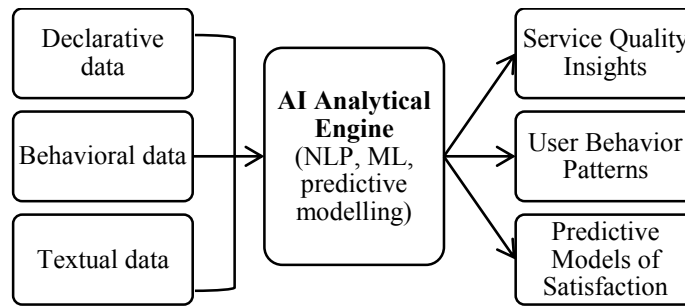 Declarative
data
Behavioral data
Textual data
AI Analytical
Engine
(NLP, ML,
predictive
modelling)
Service Quality
Insights
User Behavior
Patterns
Predictive
Models of
Satisfaction